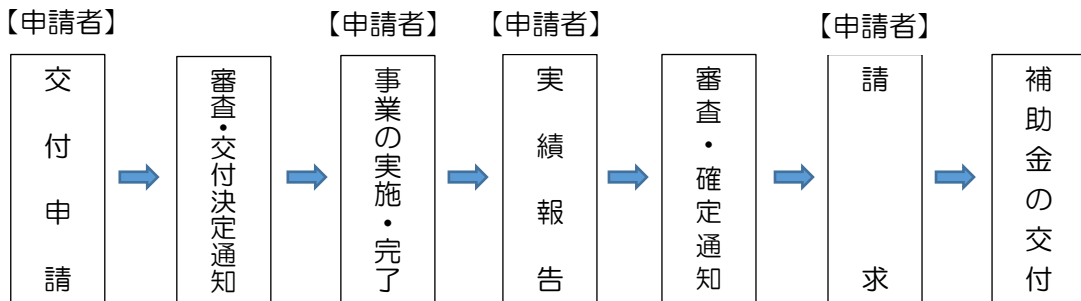 【申請者】
交付申請
審査・交付決定通知
【申請者】
事業の実施・完了
【申請者】
実績報告
審査・確定通知
【申請者】
請求
補助金の交付